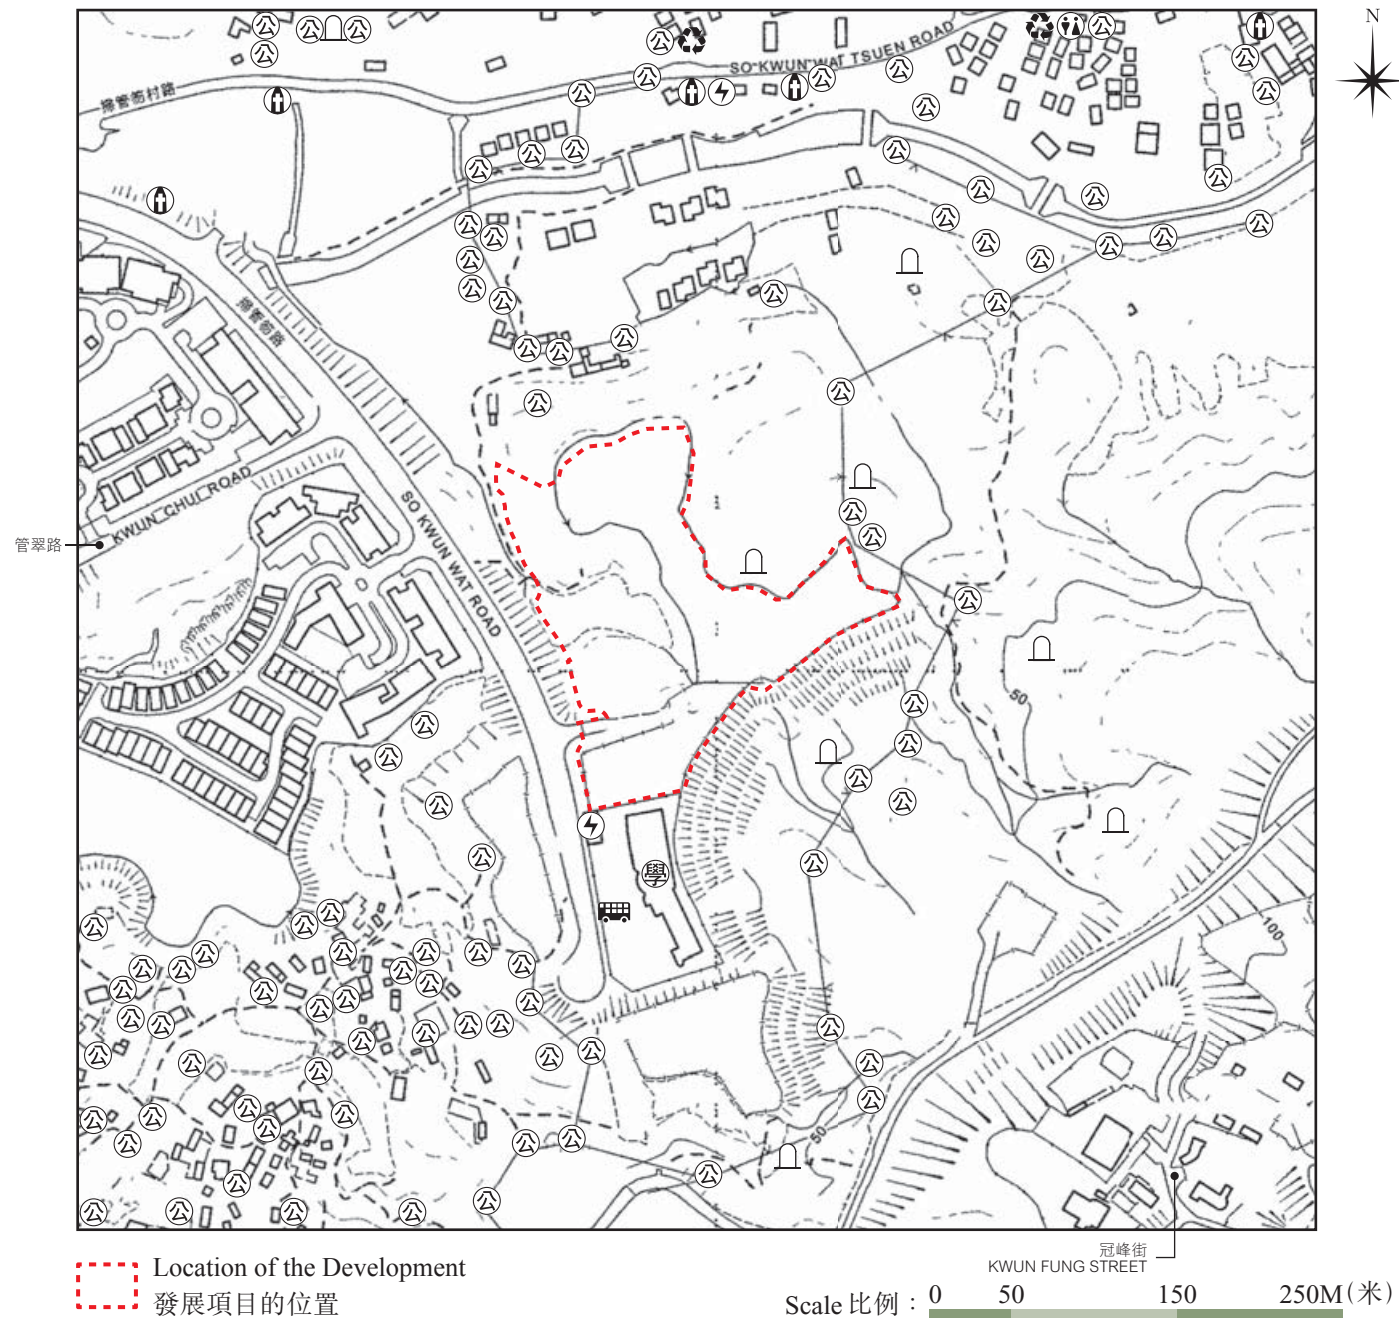 N
SO KWUN WAT TSUEN ROAD
掃管笏村路
掃管笏路
KWUN CHUI ROAD
管翠路
SO KWUN WAT ROAD
50
學
100
50
冠峰街
KWUN FUNG STREET
Location of the Development
發展項目的位置
Scale 比例：
0 50 150 250M(米)